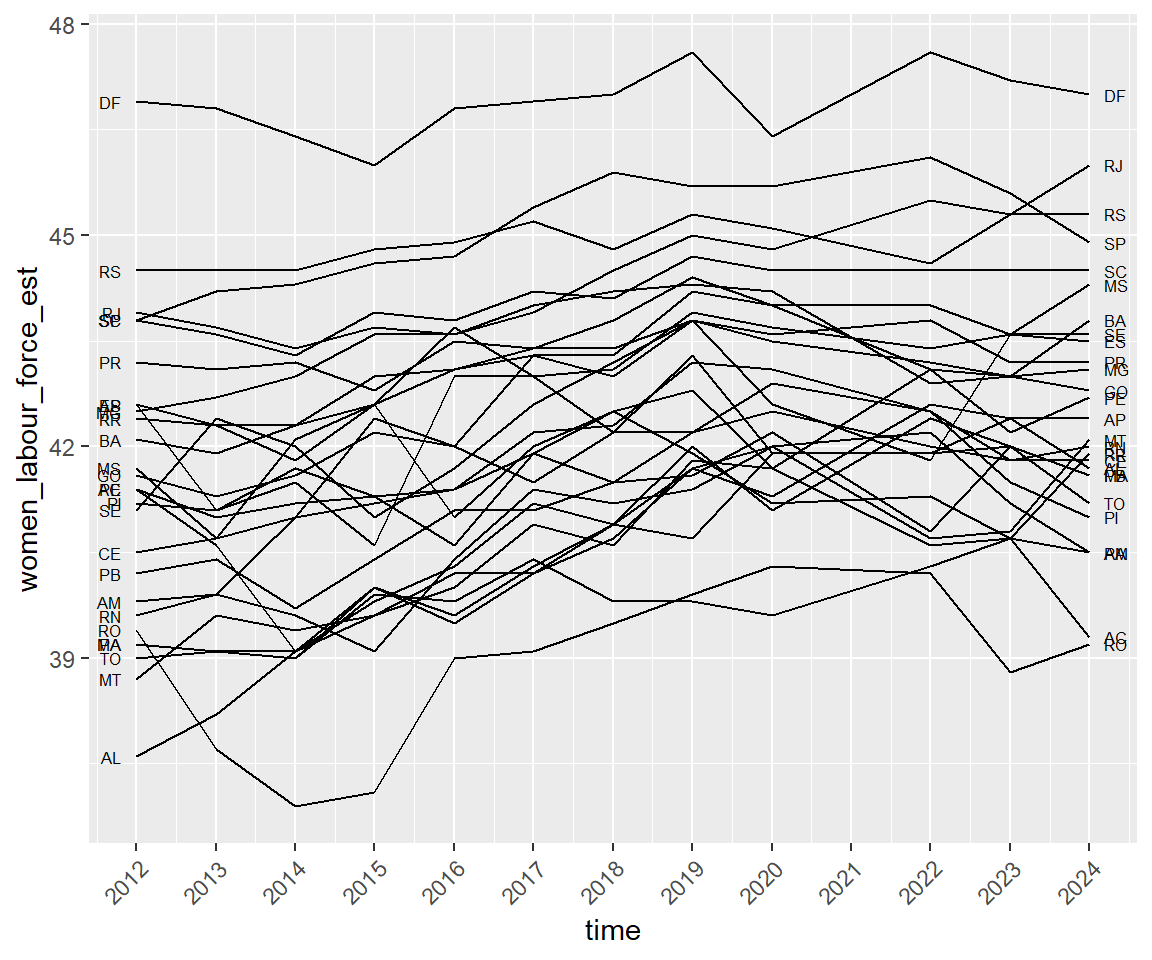 48
45
42
39
women_labour_force_est
DF
RS
RJ
PR
RR
BA
MS
GO
SE
CE
PB
AM
RN
RO
TO
MT
AL
DF
RJ
RS
SP
SC
MS
BA
SE
ES
PR
MG
GO
PE
AP
MT
TO
PI
AC
RO
2012
2013
2014
2015
2016
2017
2018
2019
2020
2021
2022
2023
2024
time